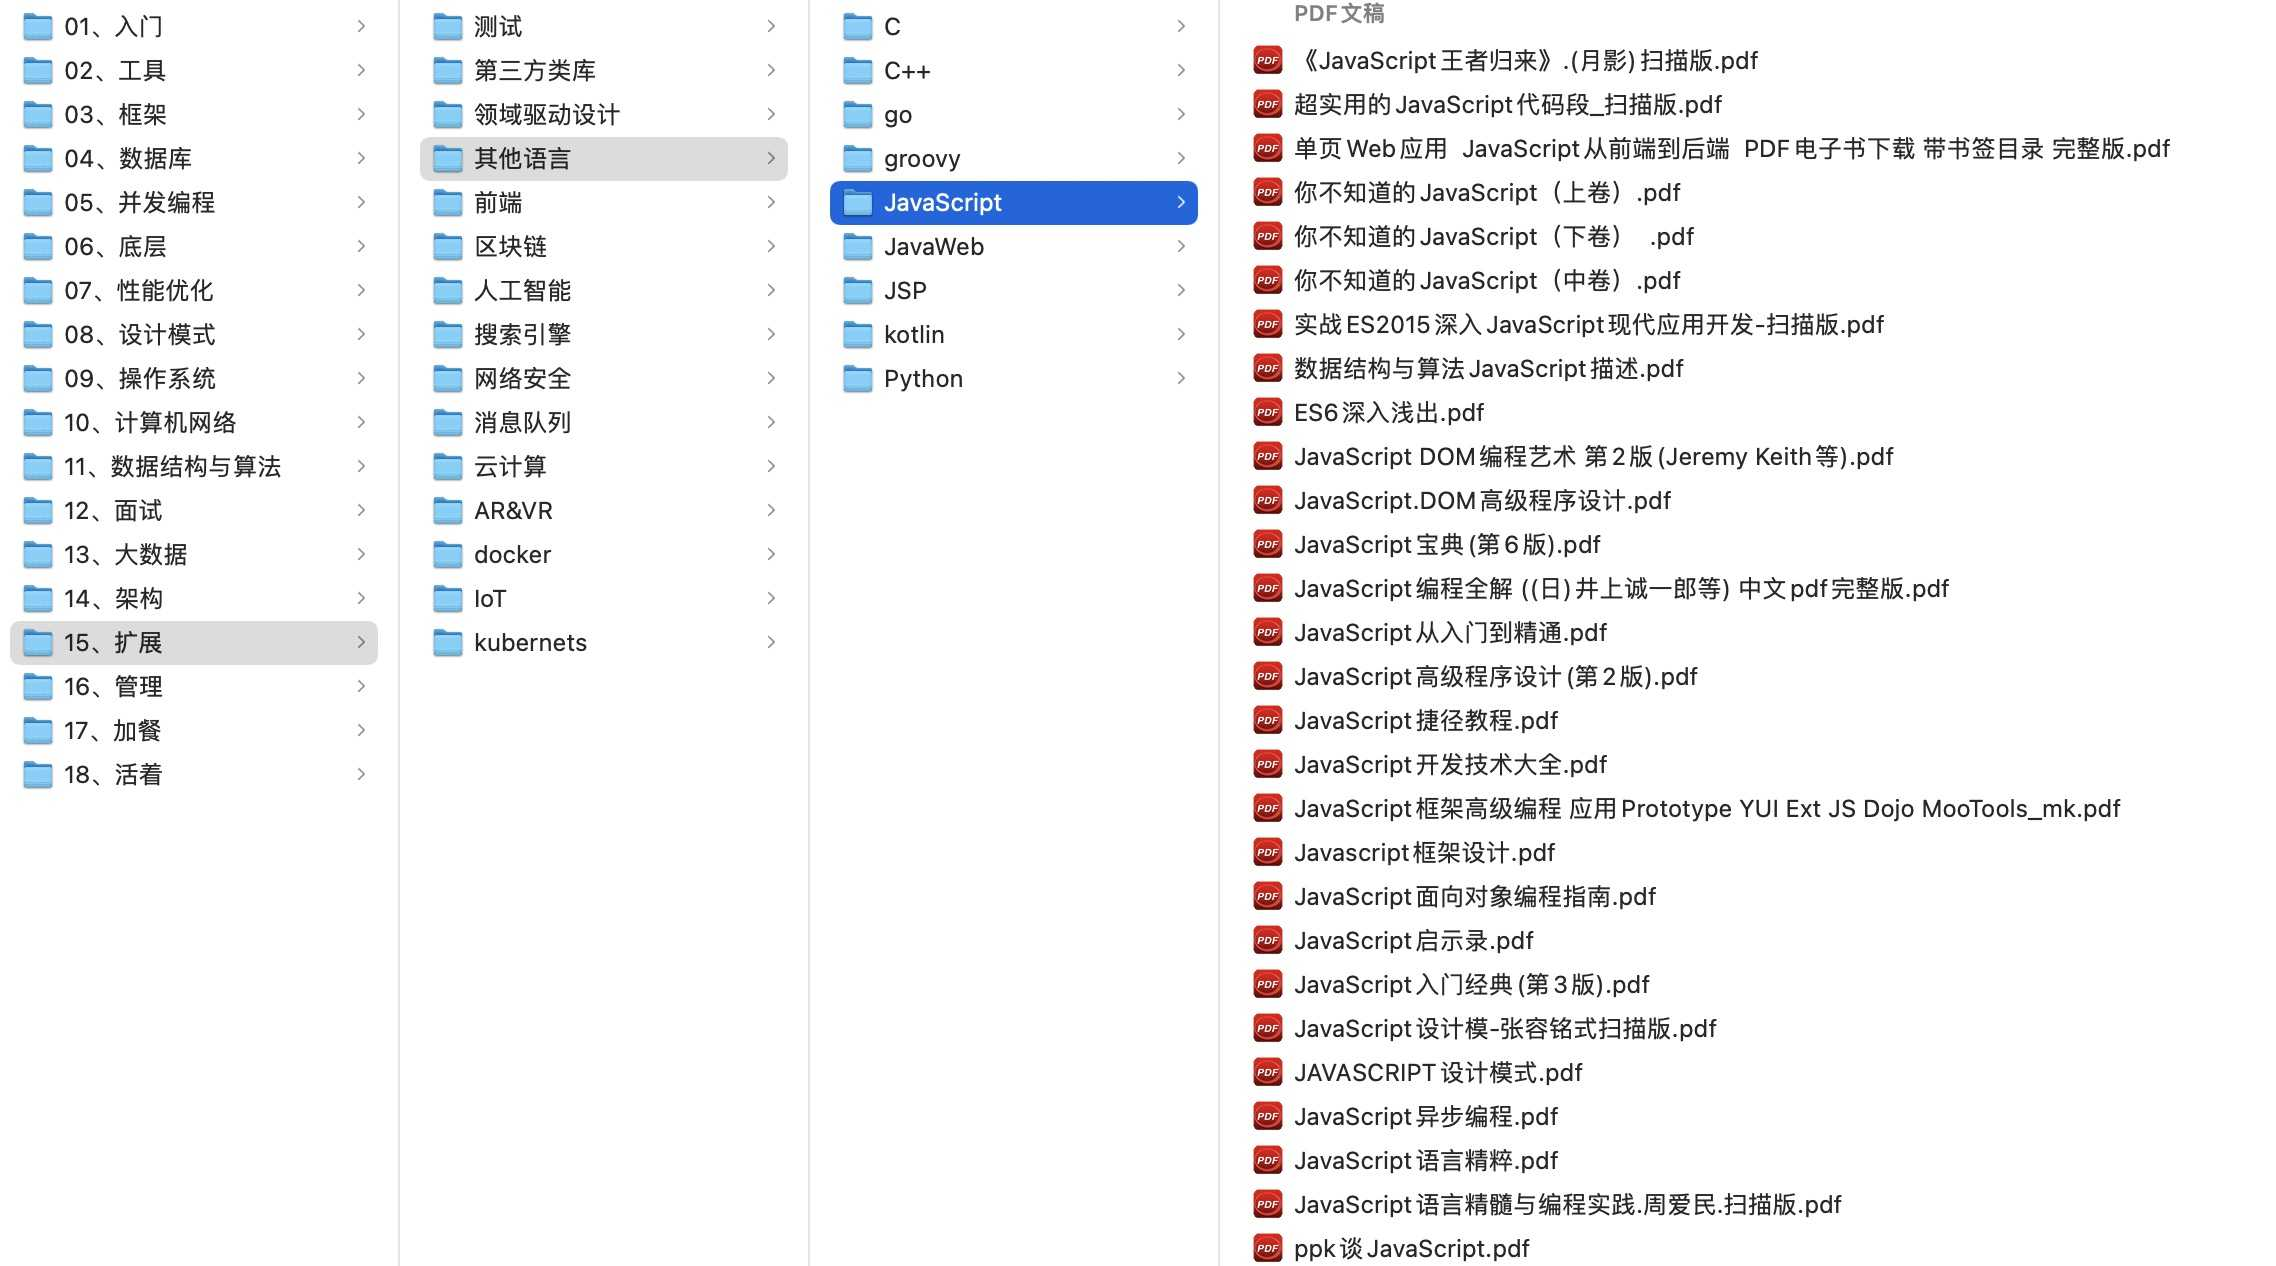 01、入门
02、工具
03、框架
04、数据库
05、并发编程
06、底层
07、性能优化
08、设计模式
09、操作系统
10、计算机网络
11、数据结构与算法
12、面试
13、大数据
14、架构
15、扩展
16、管理
17、加餐
18、活着
测试
第三方类库
领域驱动设计
其他语言
前端
区块链
人工智能
搜索引擎
网络安全
消息队列
云计算
AR&VR
docker
IoT
kubernets
C
C++
go
groovy
JavaScript
JavaWeb
JSP
kotlin
Python
PDF文稿
《JavaScript王者归来》.(月影)扫描版.pdf
超实用的JavaScript代码段_扫描版.pdf
单页Web应用 JavaScript从前端到后端 PDF电子书下载 带书签目录 完整版.pdf
你不知道的JavaScript（上卷）.pdf
你不知道的JavaScript（下卷） .pdf
你不知道的JavaScript（中卷）.pdf
实战ES2015深入JavaScript现代应用开发-扫描版.pdf
数据结构与算法JavaScript描述.pdf
ES6深入浅出.pdf
JavaScript DOM编程艺术 第2版(Jeremy Keith等).pdf
JavaScript.DOM高级程序设计.pdf
JavaScript宝典(第6版).pdf
JavaScript编程全解 ((日)井上诚一郎等) 中文pdf完整版.pdf
JavaScript从入门到精通.pdf
JavaScript高级程序设计(第2版).pdf
JavaScript捷径教程.pdf
JavaScript开发技术大全.pdf
JavaScript框架高级编程 应用Prototype YUI Ext JS Dojo MooTools_mk.pdf
Javascript框架设计.pdf
JavaScript面向对象编程指南.pdf
JavaScript启示录.pdf
JavaScript入门经典(第3版).pdf
JavaScript设计模-张容铭式扫描版.pdf
JAVASCRIPT设计模式.pdf
JavaScript异步编程.pdf
JavaScript语言精粹.pdf
JavaScript语言精髓与编程实践.周爱民.扫描版.pdf
ppk谈JavaScript.pdf